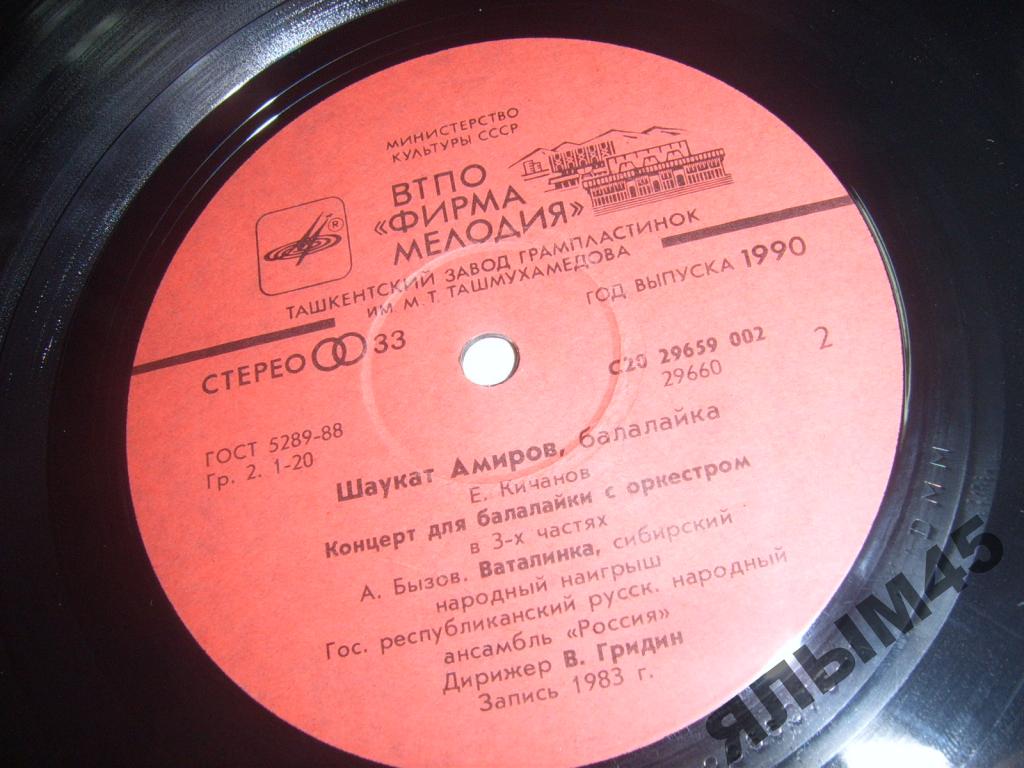 МИНИСТЕРСТВО
КУЛЬТУРЫ СССР
ВТПО
«ФИРМА
МЕЛОДИЯ»
®
ТАШКЕНТСКИЙ ЗАВОД ГРАМПЛАСТИНОК
ИМ. М. Т. ТАШМУХАМЕДОВА
ГОД ВЫПУСКА 1990
СТЕРЕО 33
С20 29659 002
29660
2
ГОСТ 5289-88
Гр. 2. 1-20
Шаукат Амиров, балалайка
Е. Кичанов
Концерт для балалайки с оркестром
в 3-х частях
А. Бызов. Ваталинка, сибирский
народный наигрыш
Гос. республиканский русск. народный
ансамбль «Россия»
Дирижер В. Гридин
Запись 1983 г.
ЯЛЫМ45